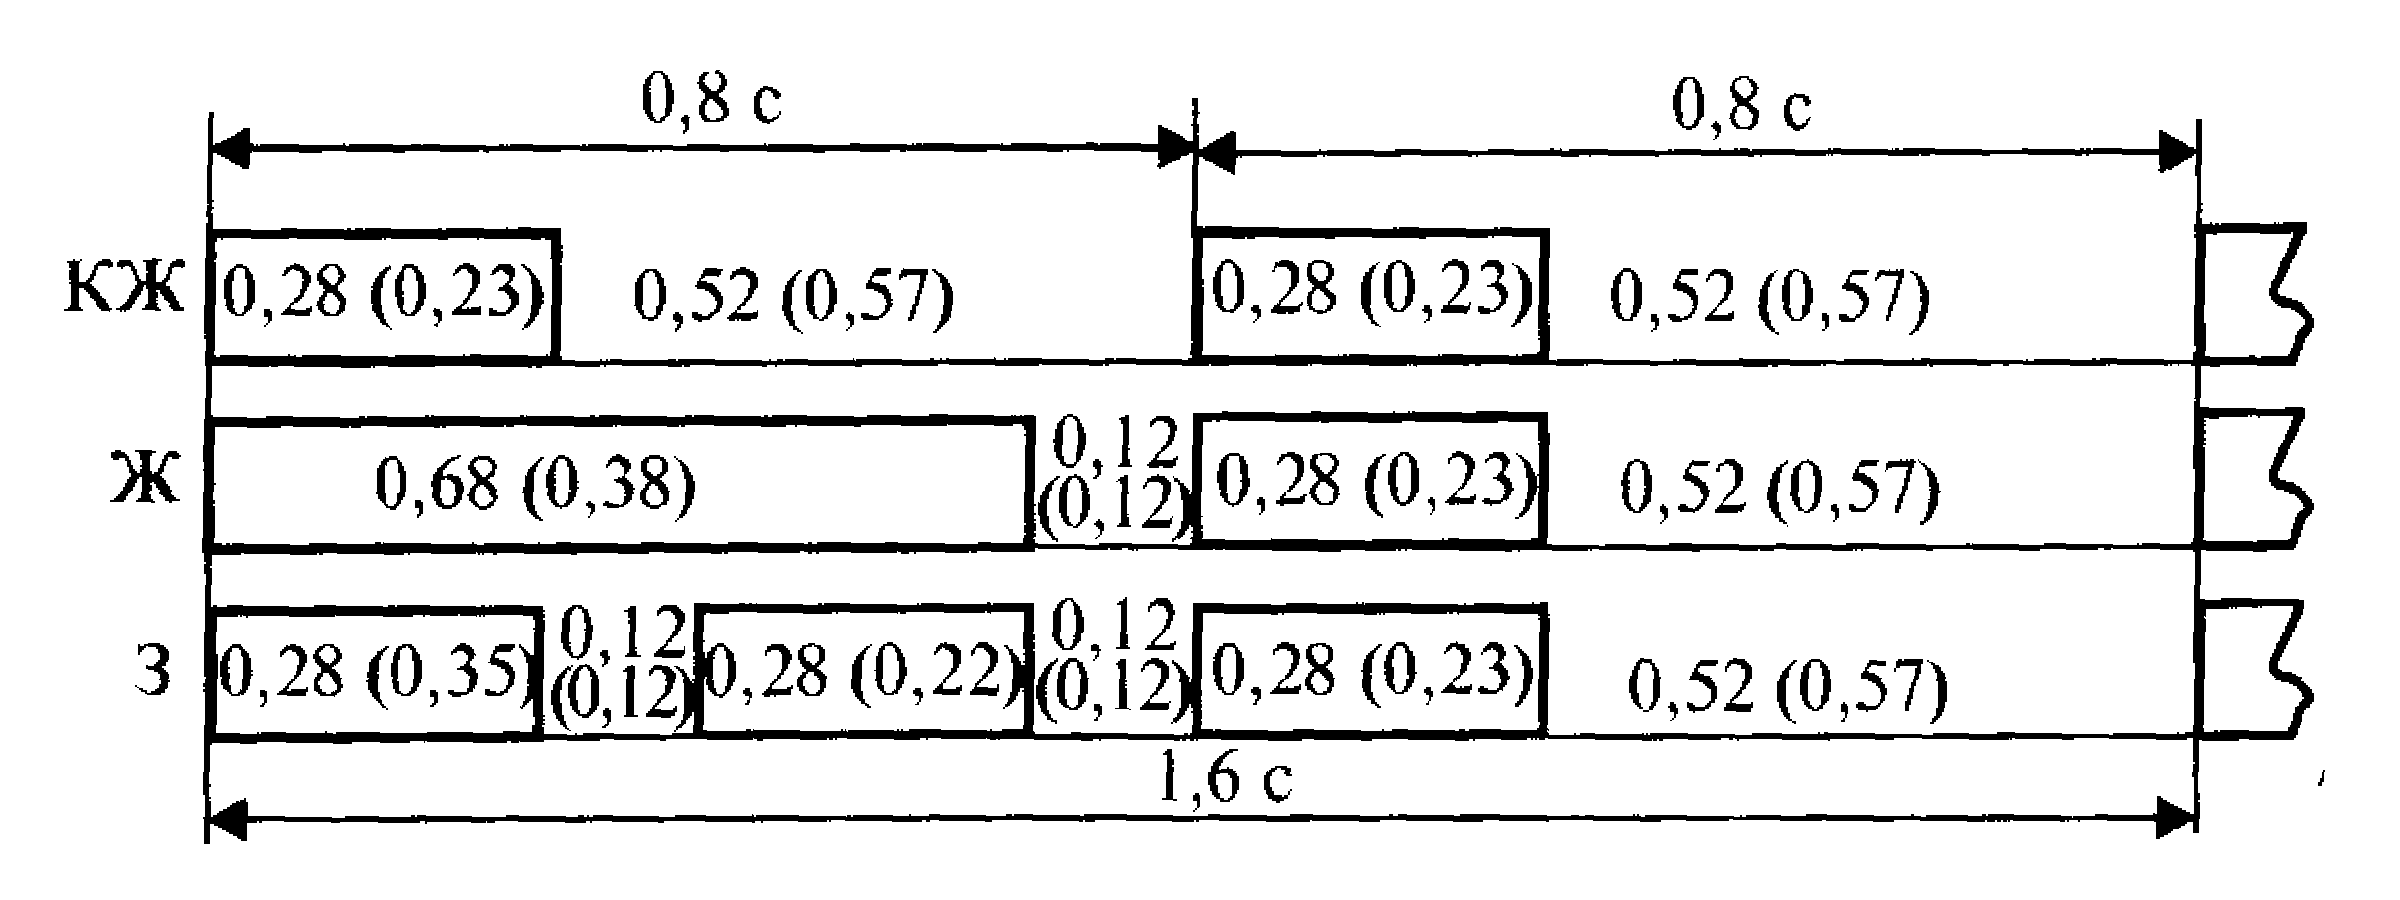 0,8 с 0,8 с
КЖ 0,28 (0,23) 0,52 (0,57) 0,28 (0,23) 0,52 (0,57)
Ж 0,68 (0,38) 0,12 (0,12) 0,28 (0,23) 0,52 (0,57)
З 0,28 (0,35) 0,12 (0,12) 0,28 (0,22) 0,12 (0,12) 0,28 (0,23) 0,52 (0,57)
1,6 с